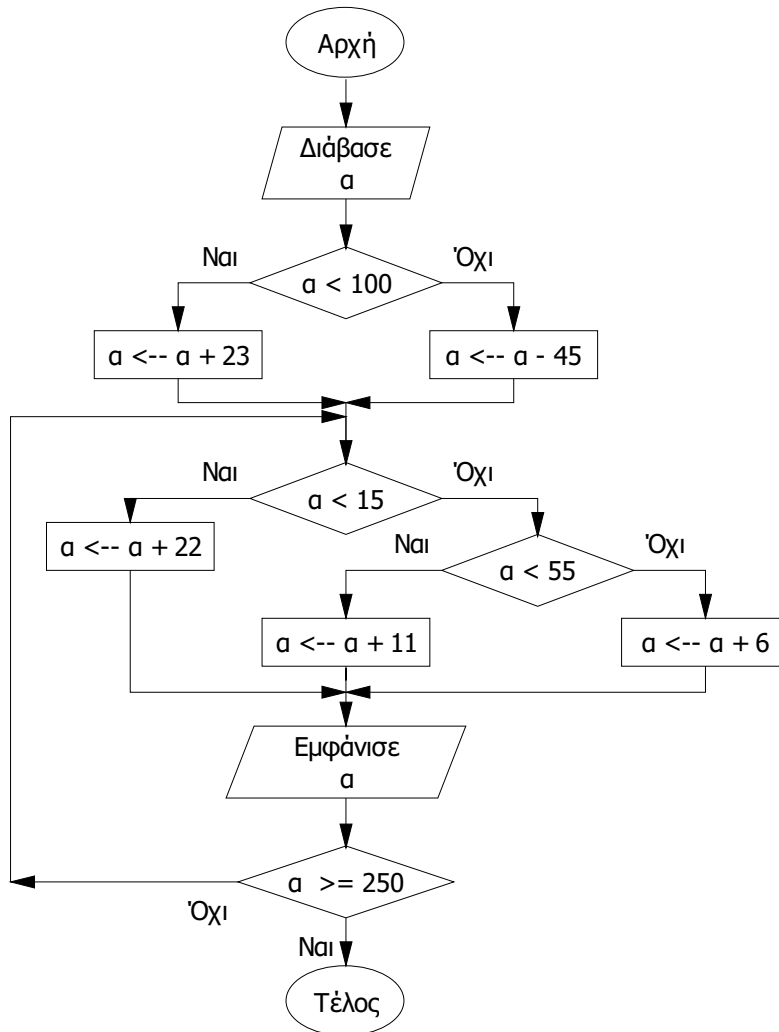 Αρχή
Διάβασε
α
Ναι
Όχι
α < 100
α <-- α + 23
α <-- α - 45
Ναι
Όχι
α < 15
α <-- α + 22
Ναι
Όχι
α < 55
α <-- α + 11
α <-- α + 6
Εμφάνισε
α
α >= 250
Όχι
Ναι
Τέλος